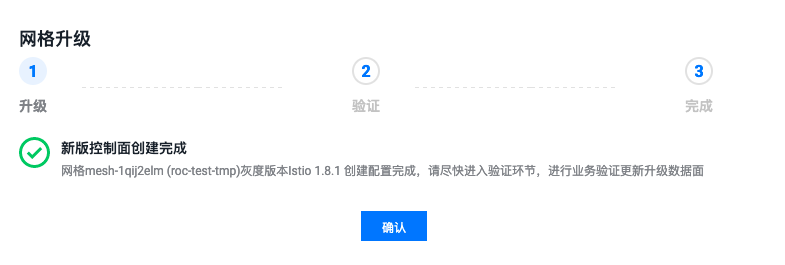 网格升级
1
2
3
升级
验证
完成
新版控制面创建完成
网格mesh-1qij2elm (roc-test-tmp)灰度版本Istio 1.8.1 创建配置完成，请尽快进入验证环节，进行业务验证更新升级数据面
确认